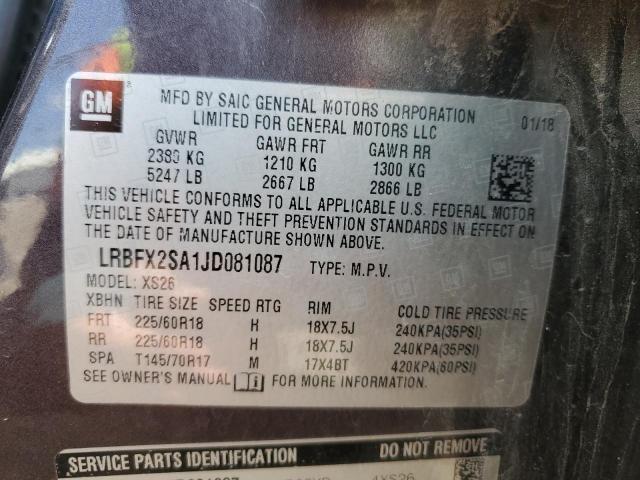 GM
MFD BY SAIC GENERAL MOTORS CORPORATION
LIMITED FOR GENERAL MOTORS LLC
01/18
GVWR GAWR FRT GAWR RR
2380 KG 1210 KG 1300 KG
5247 LB 2667 LB 2866 LB
THIS VEHICLE CONFORMS TO ALL APPLICABLE U.S. FEDERAL MOTOR
VEHICLE SAFETY AND THEFT PREVENTION STANDARDS IN EFFECT ON
THE DATE OF MANUFACTURE SHOWN ABOVE.
LRBFX2SA1JD081087 TYPE: M.P.V.
MODEL: XS26
XBHN TIRE SIZE SPEED RTG RIM COLD TIRE PRESSURE
FRT 225/60R18 H 18X7.5J 240KPA(35PSI)
RR 225/60R18 H 18X7.5J 240KPA(35PSI)
SPA T145/70R17 M 17X4BT 420KPA(60PSI)
SEE OWNER'S MANUAL FOR MORE INFORMATION.
SERVICE PARTS IDENTIFICATION DO NOT REMOVE
4XS26